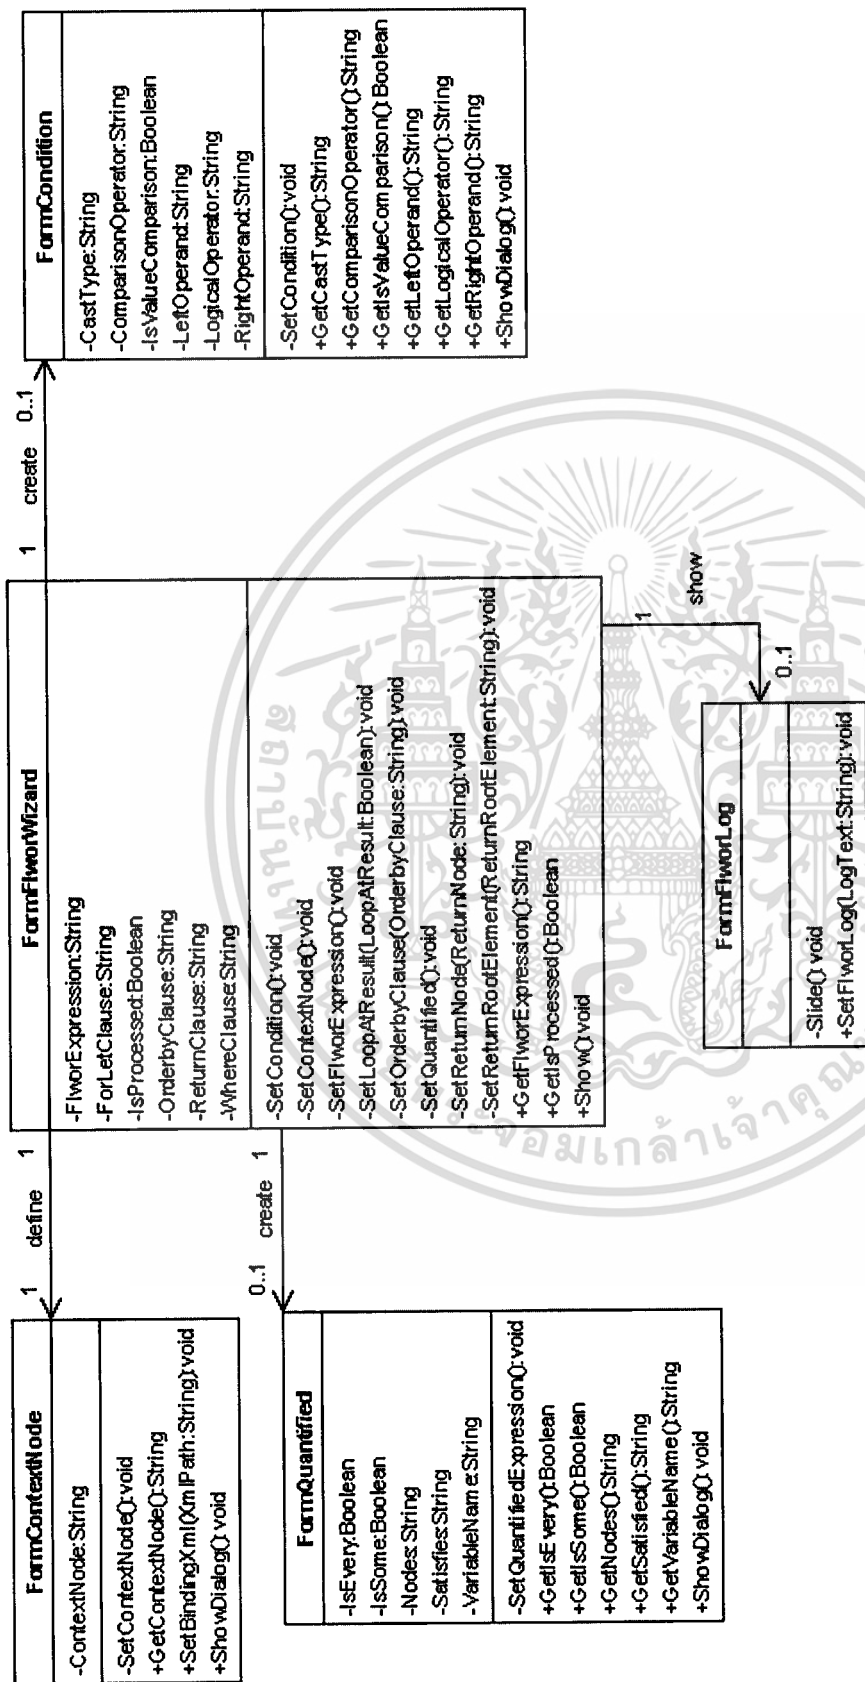 FormContextNode
-ContextNode:String
-SetContextNode():void
+GetContextNode():String
+SetBindingXml(XmlPath:String):void
+ShowDialog():void
1 define 1
FormFlworWizard
-FlworExpression:String
-ForLetClause:String
-IsProcessed:Boolean
-OrderbyClause:String
-ReturnClause:String
-WhereClause:String
-SetCondition():void
-SetContextNode():void
-SetFlworExpression():void
-SetLoopAtResult(LoopAtResult:Boolean):void
-SetOrderbyClause(OrderbyClause:String):void
-SetQuantified():void
-SetReturnNode(ReturnNode:String):void
-SetReturnRootElement(ReturnRootElement:String):void
+GetFlworExpression():String
+GetIsProcessed():Boolean
+Show():void
1 create 0..1
FormCondition
-CastType:String
-ComparisonOperator:String
-IsValueComparison:Boolean
-LeftOperand:String
-LogicalOperator:String
-RightOperand:String
-SetCondition():void
+GetCastType():String
+GetComparisonOperator():String
+GetIsValueComparison():Boolean
+GetLeftOperand():String
+GetLogicalOperator():String
+GetRightOperand():String
+ShowDialog():void
0..1 create 1
FormQuantified
-IsEvery:Boolean
-IsSome:Boolean
-Nodes:String
-Satisfies:String
-VariableName:String
-SetQuantifiedExpression():void
+GetIsEvery():Boolean
+GetIsSome():Boolean
+GetNodes():String
+GetSatisfied():String
+GetVariableName():String
+ShowDialog():void
1
show
0..1
FormFlworLog
-Slide():void
+SetFlworLog(LogText:String):void